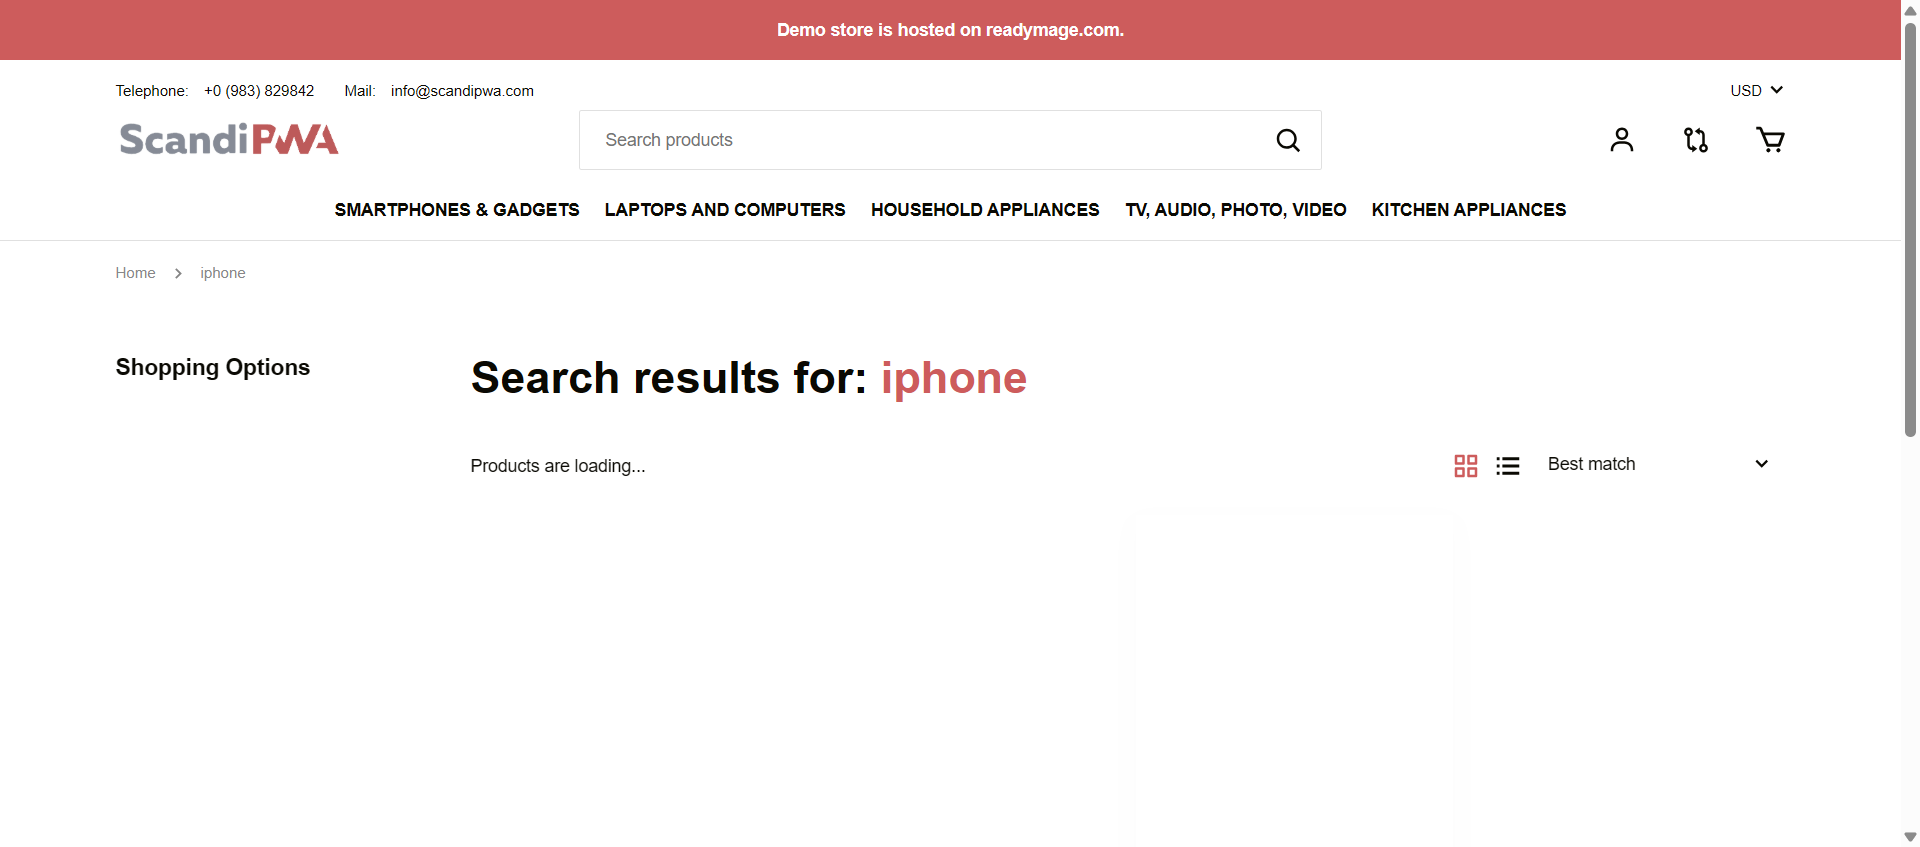 Demo store is hosted on readymage.com.
Telephone: +0 (983) 829842 Mail: info@scandipwa.com USD
ScandiPWA Search products
SMARTPHONES & GADGETS LAPTOPS AND COMPUTERS HOUSEHOLD APPLIANCES TV, AUDIO, PHOTO, VIDEO KITCHEN APPLIANCES
Home iphone
Shopping Options
Search results for: iphone
Products are loading... Best match